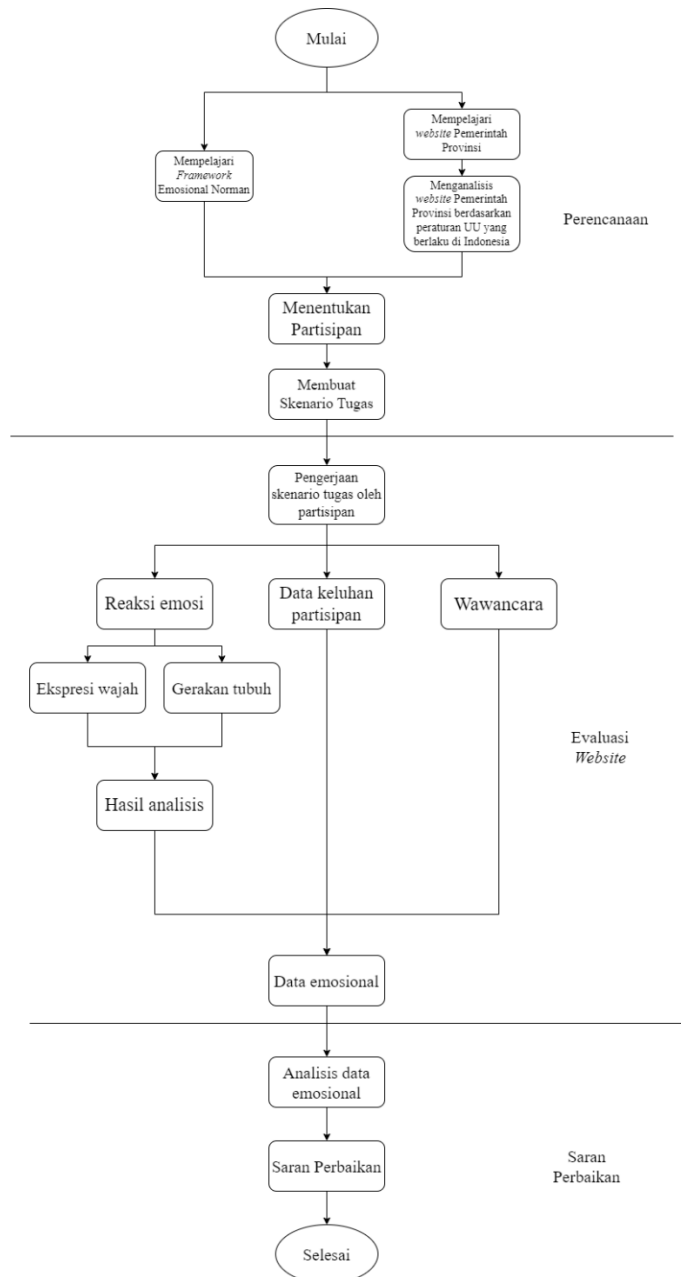 Mulai
Mempelajari
Framework
Emosional Norman
Mempelajari
website Pemerintah
Provinsi
Menganalisis
website Pemerintah
Provinsi berdasarkan
peraturan UU yang
berlaku di Indonesia
Perencanaan
Menentukan
Partisipan
Membuat
Skenario Tugas
Pengerjaan
skenario tugas oleh
partisipan
Reaksi emosi
Data keluhan
partisipan
Wawancara
Ekspresi wajah
Gerakan tubuh
Evaluasi
Website
Hasil analisis
Data emosional
Analisis data
emosional
Saran Perbaikan
Saran
Perbaikan
Selesai